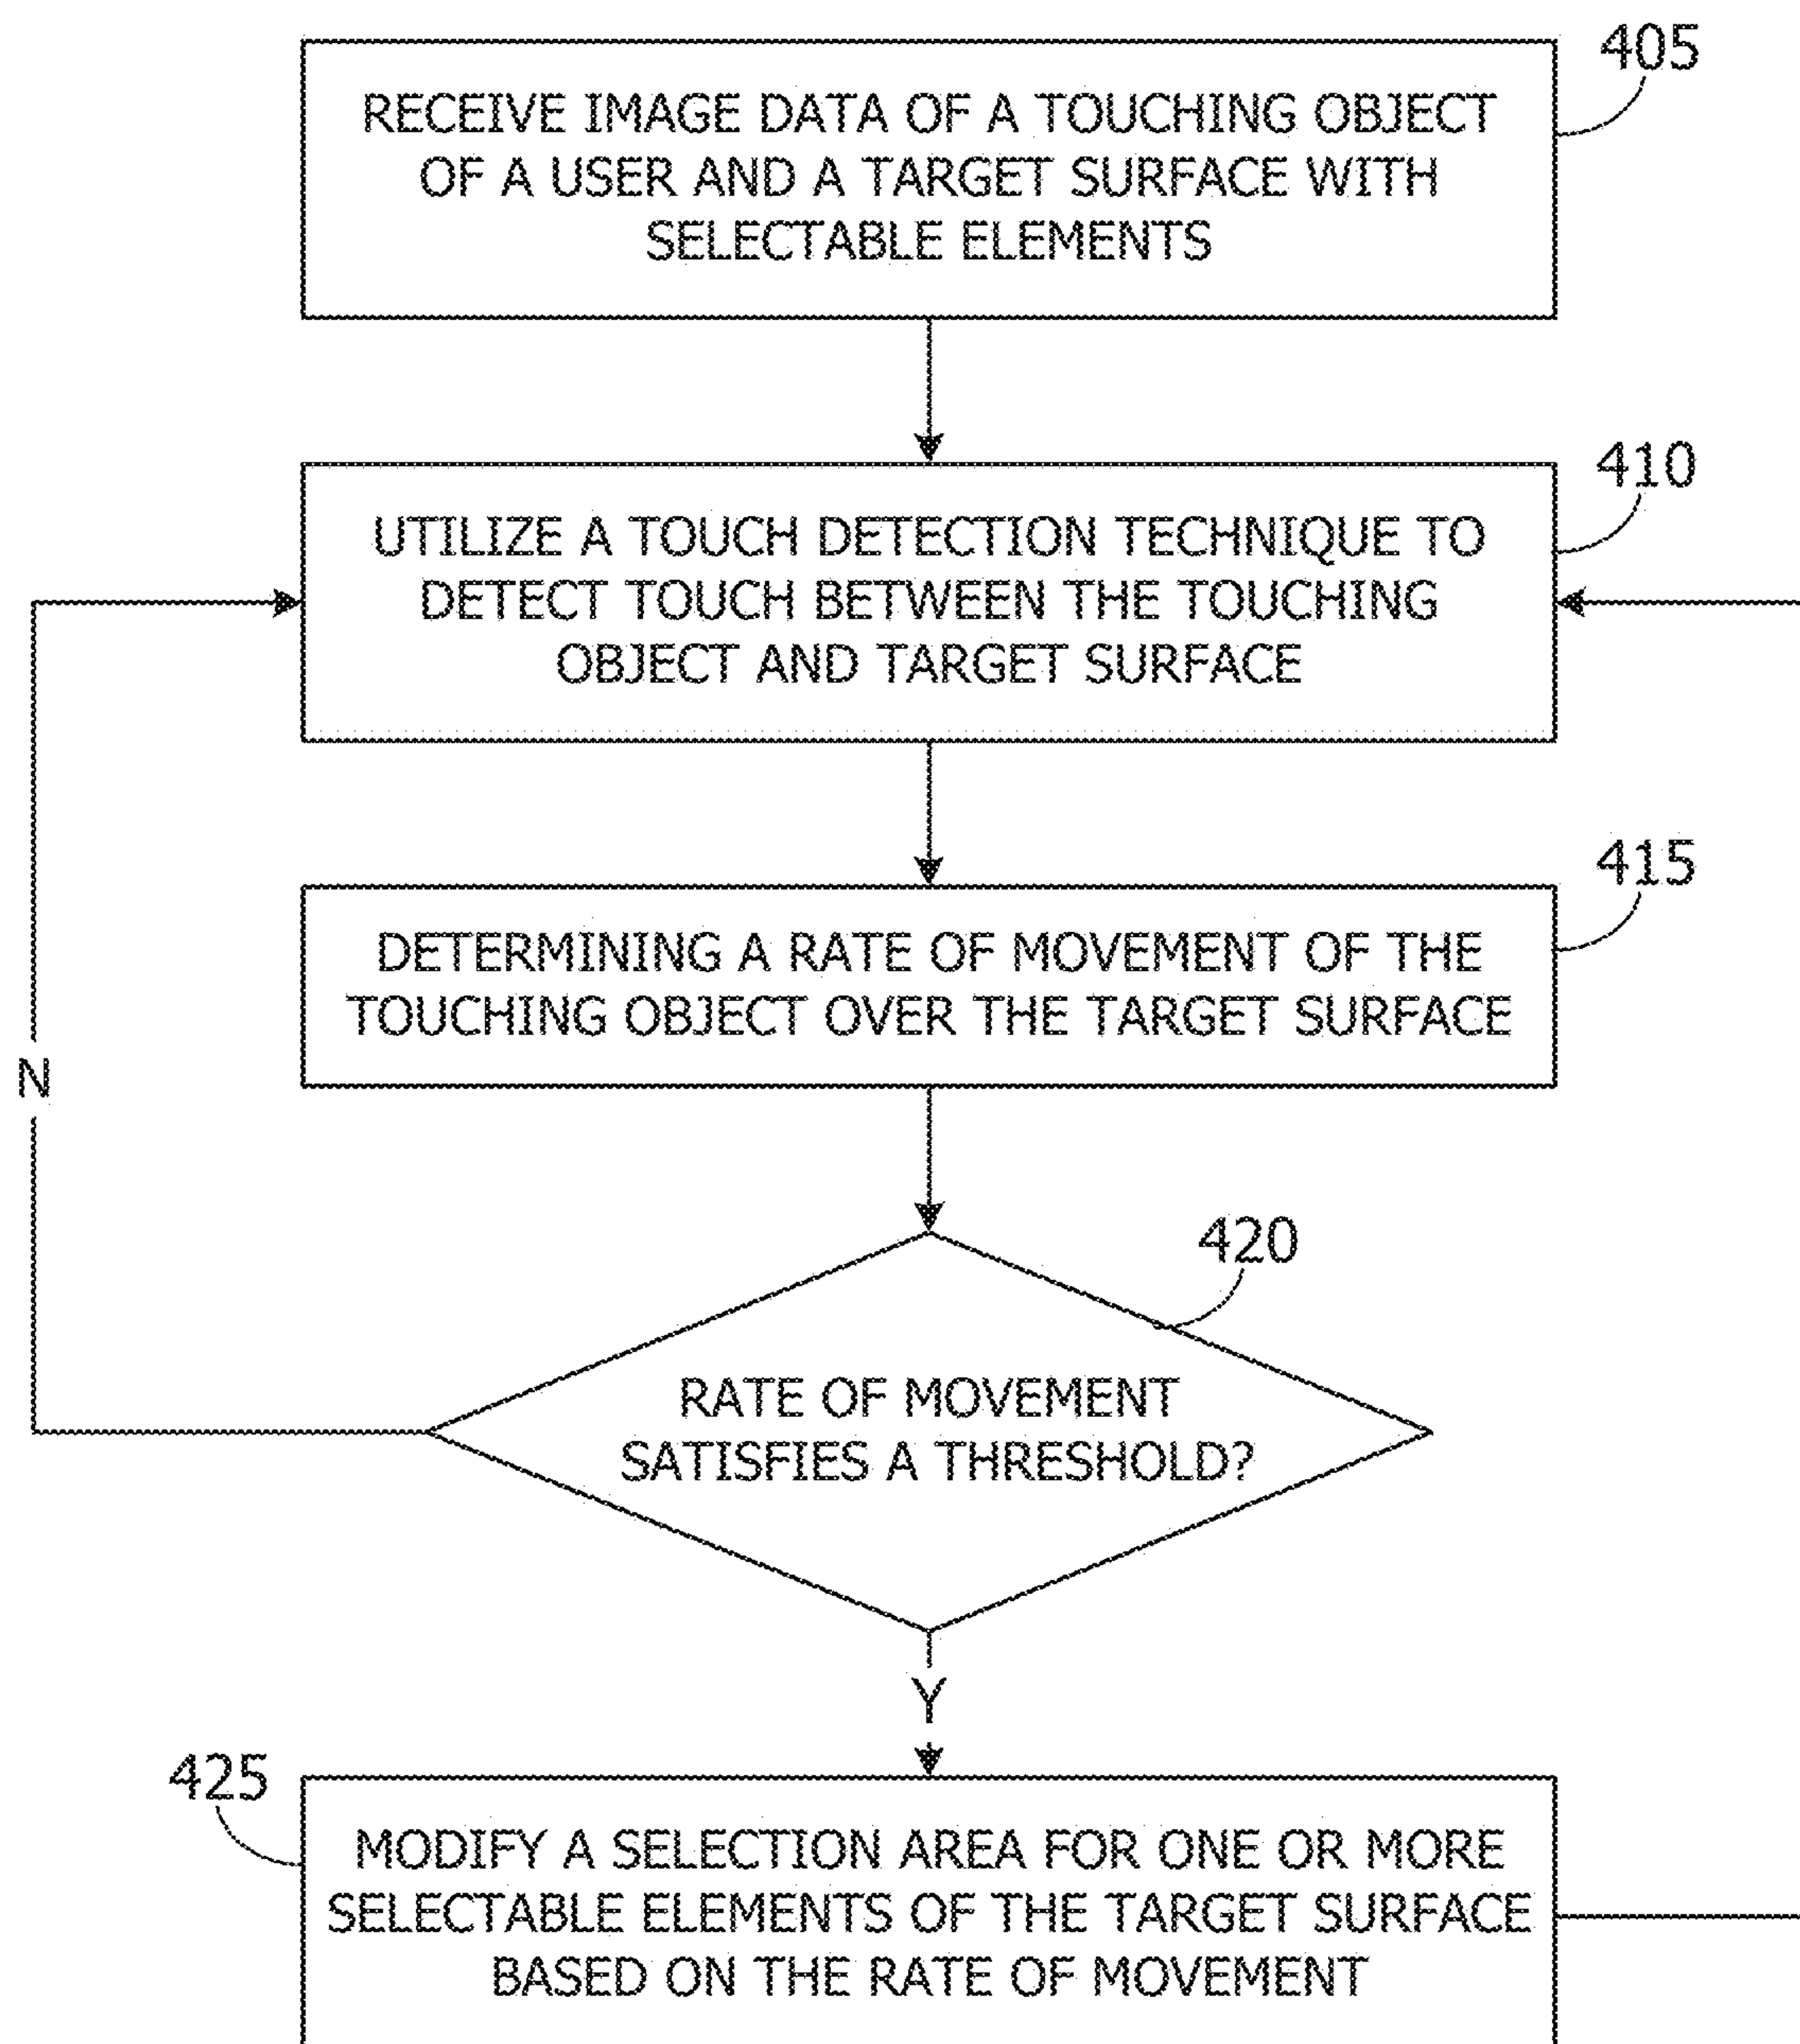 405
RECEIVE IMAGE DATA OF A TOUCHING OBJECT
OF A USER AND A TARGET SURFACE WITH
SELECTABLE ELEMENTS
410
UTILIZE A TOUCH DETECTION TECHNIQUE TO
DETECT TOUCH BETWEEN THE TOUCHING
OBJECT AND TARGET SURFACE
415
DETERMINING A RATE OF MOVEMENT OF THE
TOUCHING OBJECT OVER THE TARGET SURFACE
N
420
RATE OF MOVEMENT
SATISFIES A THRESHOLD?
Y
425
MODIFY A SELECTION AREA FOR ONE OR MORE
SELECTABLE ELEMENTS OF THE TARGET SURFACE
BASED ON THE RATE OF MOVEMENT